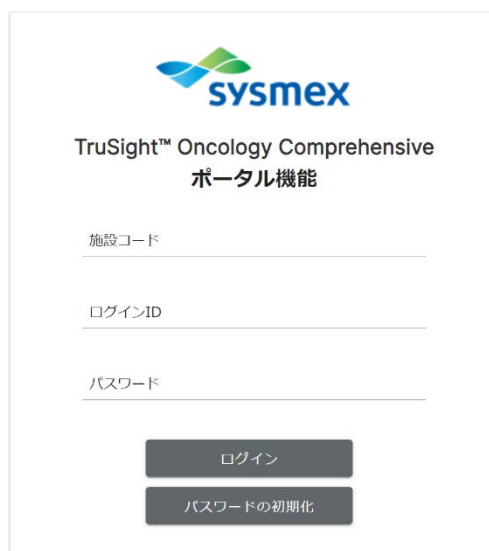 sysmex
TruSight™ Oncology Comprehensive
ポータル機能
施設コード
ログインID
パスワード
ログイン
パスワードの初期化